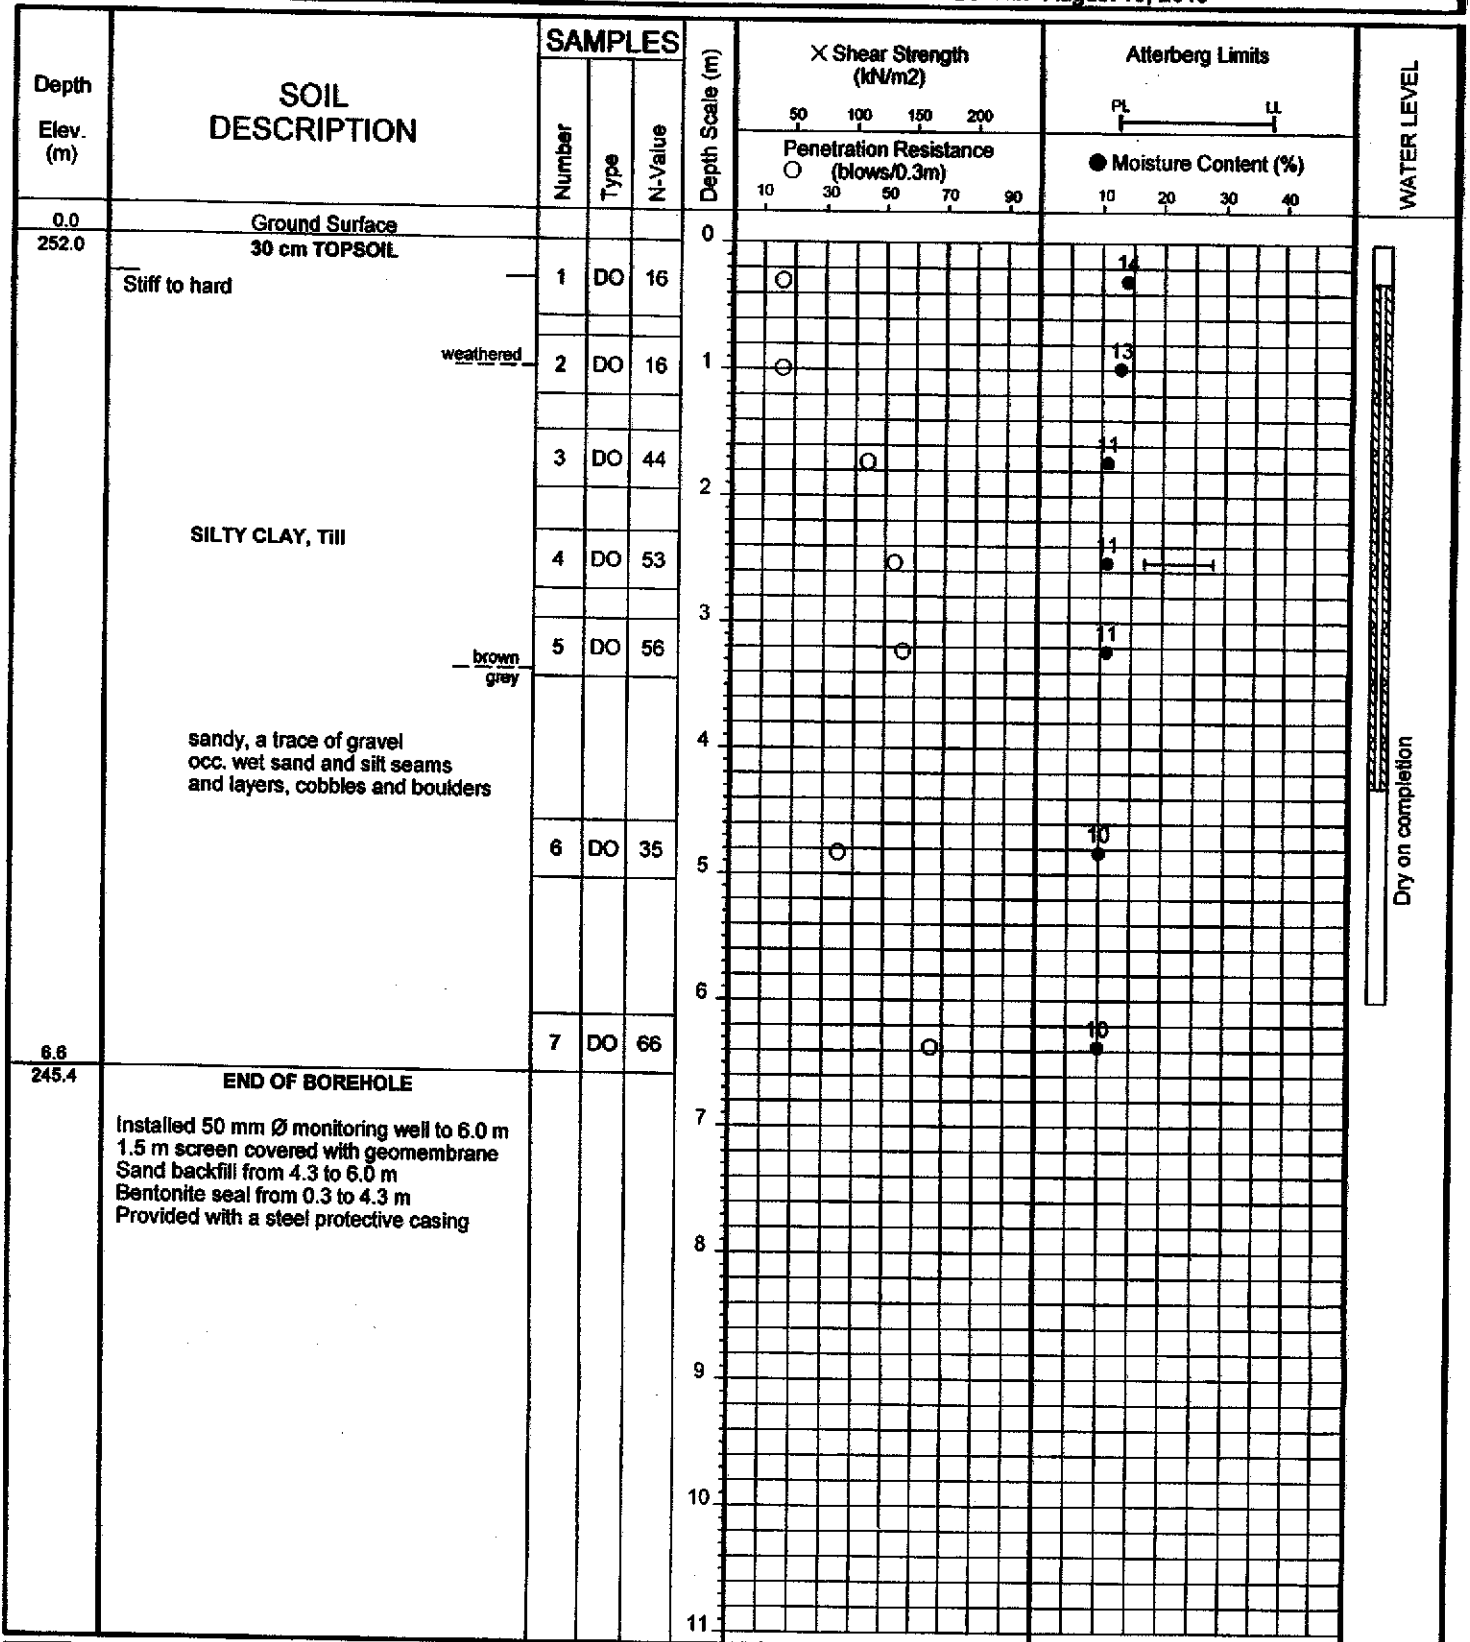 SAMPLES
Depth
Elev.
(m)
SOIL
DESCRIPTION
Number
Type
N-Value
Depth Scale (m)
× Shear Strength
(kN/m2)
50 100 150 200
Penetration Resistance
(blows/0.3m)
10 30 50 70 90
Atterberg Limits
PL LL
Moisture Content (%)
10 20 30 40
WATER LEVEL
0.0
252.0
Ground Surface
30 cm TOPSOIL
0
Stiff to hard
1 DO 16
14
weathered
2 DO 16
1
13
3 DO 44
11
2
SILTY CLAY, Till
4 DO 53
11
3
5 DO 56
11
brown
grey
sandy, a trace of gravel
occ. wet sand and silt seams
and layers, cobbles and boulders
4
Dry on completion
6 DO 35
10
5
6
7 DO 66
10
6.6
245.4
END OF BOREHOLE
Installed 50 mm Ø monitoring well to 6.0 m
1.5 m screen covered with geomembrane
Sand backfill from 4.3 to 6.0 m
Bentonite seal from 0.3 to 4.3 m
Provided with a steel protective casing
7
8
9
10
11